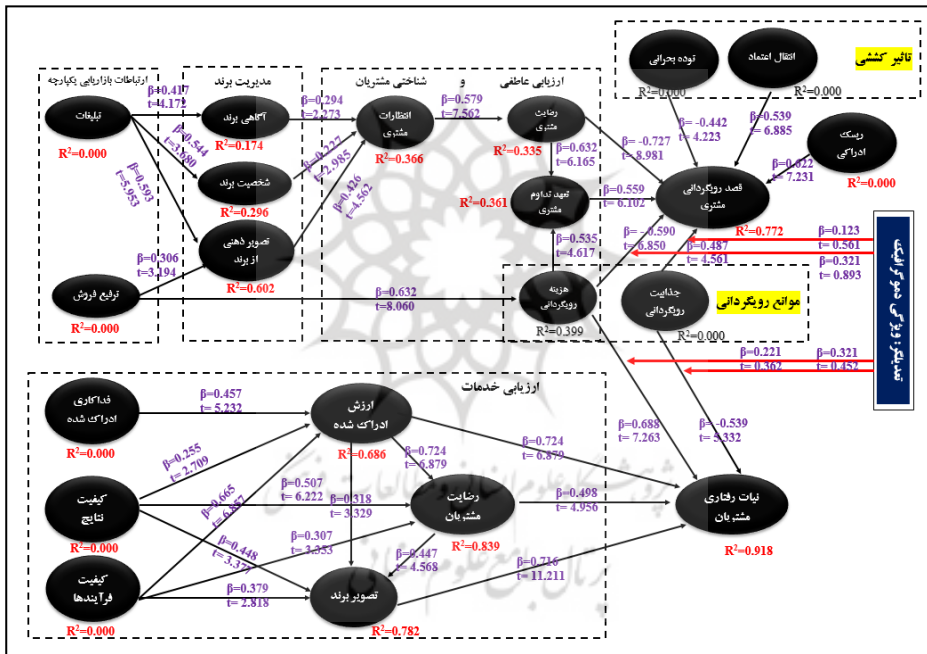 تاثیر کششی
انتقال اعتماد
توده بحرانی
R²=0.000
R²=0.000
ارتباطات بازاریابی یکپارچه
مدیریت برند
ارزیابی عاطفی و شناختی مشتریان
تبلیغات
R²=0.000
β=0.417
t=4.172
β=0.544
t=3.680
β=0.593
t=5.953
آگاهی برند
R²=0.174
β=0.294
t=2.273
انتظارات
مشتری
R²=0.366
β=0.579
t=7.562
رضایت
مشتری
R²=0.335
β= -0.442
t= 4.223
β=0.539
t= 6.885
ریسک
ادراکی
R²=0.000
β=0.622
t= 7.231
شخصیت برند
R²=0.296
β=0.327
t=2.985
β=0.426
t=4.562
β=0.632
t= 6.165
β= -0.727
t= 8.981
تعهد تداوم
مشتری
R²=0.361
β=0.559
t= 6.102
قصد رویگردانی
مشتری
R²=0.772
تصویر ذهنی
از برند
R²=0.602
β=0.306
t=3.194
ترفیع فروش
R²=0.000
β=0.632
t=8.060
β=0.535
t= 4.617
β= -0.590
t= 6.850
β=0.487
t= 4.561
β=0.123
t= 0.561
β=0.321
t= 0.893
هزینه
رویگردانی
R²=0.399
جذابیت
رویگردانی
R²=0.000
موانع رویگردانی
تعدیلگر: ویژگی دموگرافیک
β=0.221
t= 0.362
β=0.321
t= 0.452
ارزیابی خدمات
فداکاری
ادراک شده
R²=0.000
β=0.457
t= 5.232
ارزش
ادراک شده
R²=0.686
β=0.688
t= 7.263
β= -0.539
t= 5.332
β=0.724
t= 6.879
β=0.724
t= 6.879
β=0.255
t= 2.709
β=0.665
t= 6.857
کیفیت
نتایج
R²=0.000
β=0.507
t= 6.222
β=0.318
t= 3.329
رضایت
مشتریان
R²=0.839
β=0.498
t= 4.956
نیات رفتاری
مشتریان
R²=0.918
β=0.448
t= 3.377
β=0.307
t= 3.353
β=0.447
t= 4.568
β=0.716
t= 11.211
کیفیت
فرآیندها
R²=0.000
β=0.379
t= 2.818
تصویر برند
R²=0.782
پژوهشگاه علوم انسانی و مطالعات فرهنگی
پرتال جامع علوم انسانی